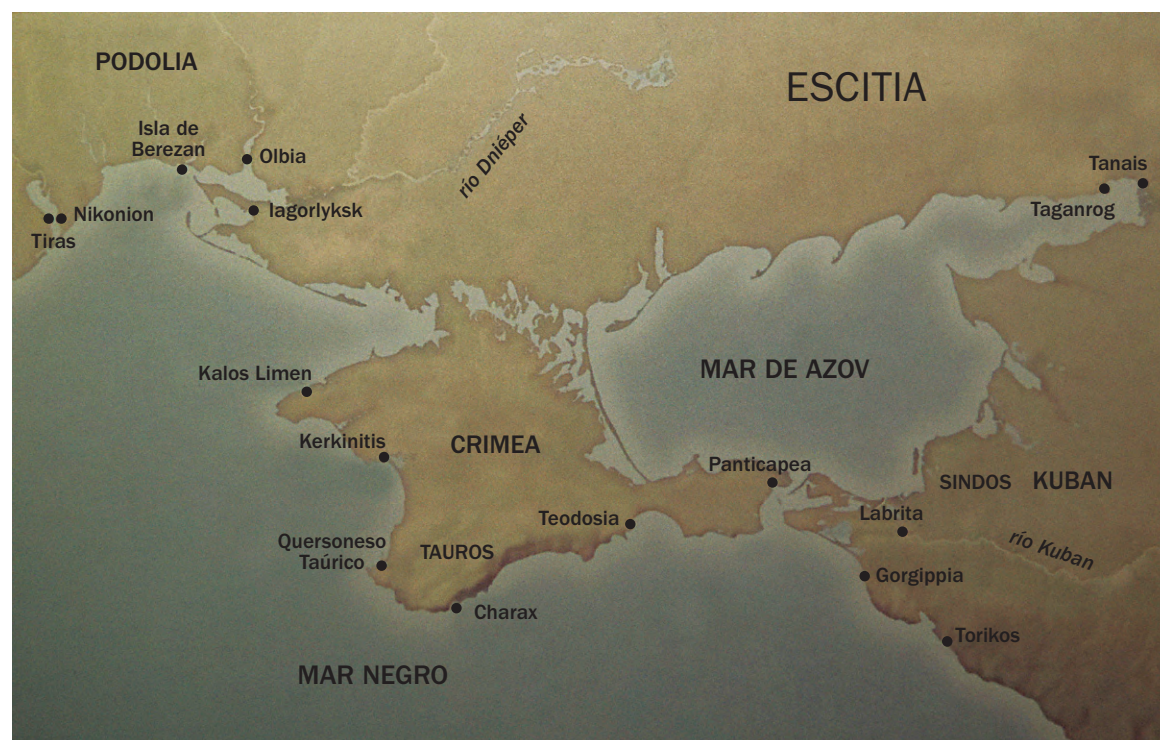 PODOLIA
ESCITIA
Isla de
Berezan
Olbia
río Dniéper
Tanais
Taganrog
Nikonion
Iagorlyksk
Tiras
Kalos Limen
MAR DE AZOV
Kerkinitis
CRIMEA
Panticapea
SINDOS
KUBAN
Labrita
Teodosia
Quersoneso
Taúrico
TAUROS
río Kuban
Gorgippia
Charax
Torikos
MAR NEGRO